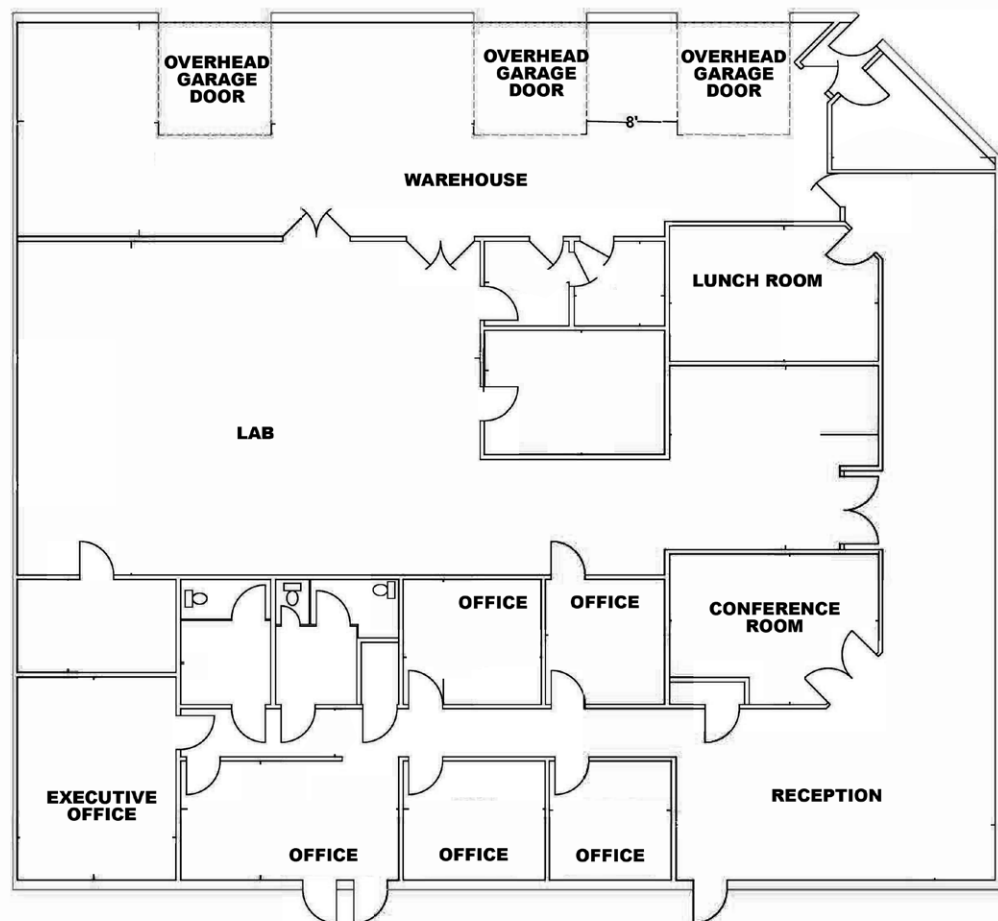 OVERHEAD
GARAGE
DOOR
OVERHEAD
GARAGE
DOOR
OVERHEAD
GARAGE
DOOR
8'
WAREHOUSE
LUNCH ROOM
LAB
OFFICE
OFFICE
CONFERENCE
ROOM
EXECUTIVE
OFFICE
RECEPTION
OFFICE
OFFICE
OFFICE